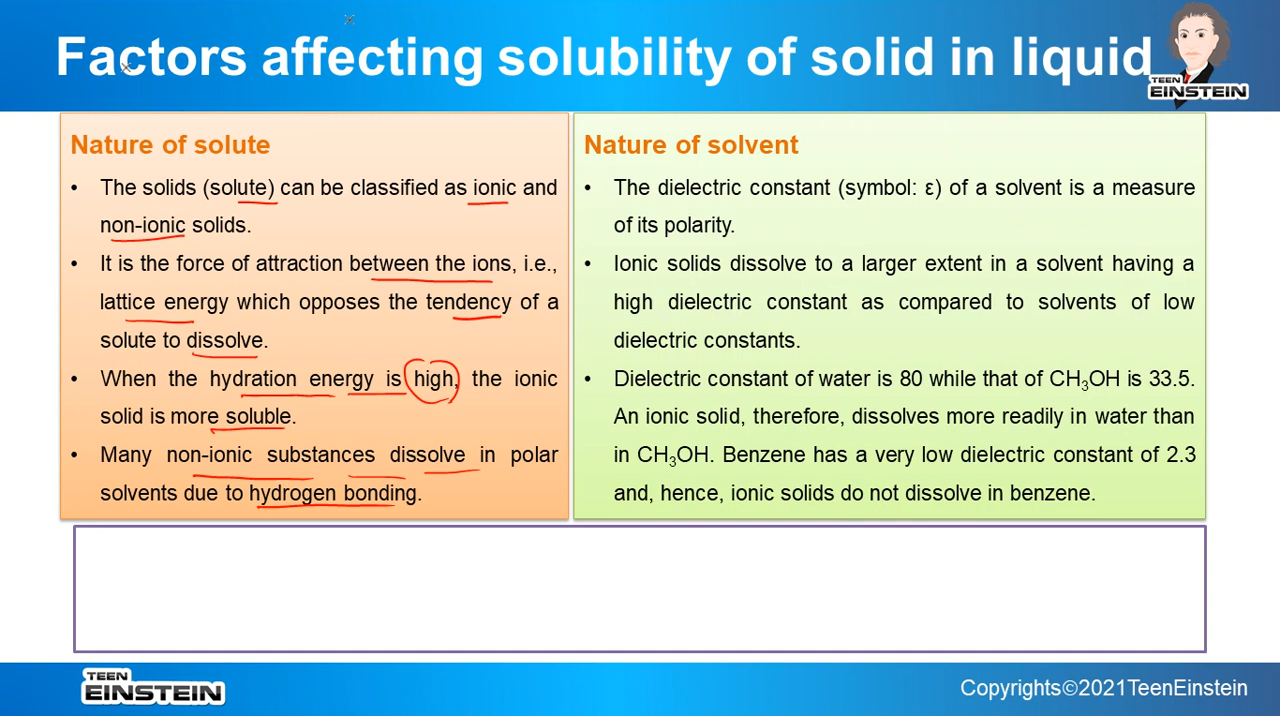 Factors affecting solubility of solid in liquid
TEEN
EINSTEIN
Nature of solute
• The solids (solute) can be classified as ionic and
non-ionic solids.
• It is the force of attraction between the ions, i.e.,
lattice energy which opposes the tendency of a
solute to dissolve.
• When the hydration energy is high, the ionic
solid is more soluble.
• Many non-ionic substances dissolve in polar
solvents due to hydrogen bonding.
Nature of solvent
• The dielectric constant (symbol: ε) of a solvent is a measure
of its polarity.
• Ionic solids dissolve to a larger extent in a solvent having a
high dielectric constant as compared to solvents of low
dielectric constants.
• Dielectric constant of water is 80 while that of CH₃OH is 33.5.
An ionic solid, therefore, dissolves more readily in water than
in CH₃OH. Benzene has a very low dielectric constant of 2.3
and, hence, ionic solids do not dissolve in benzene.
TEEN
EINSTEIN
Copyrights©2021TeenEinstein